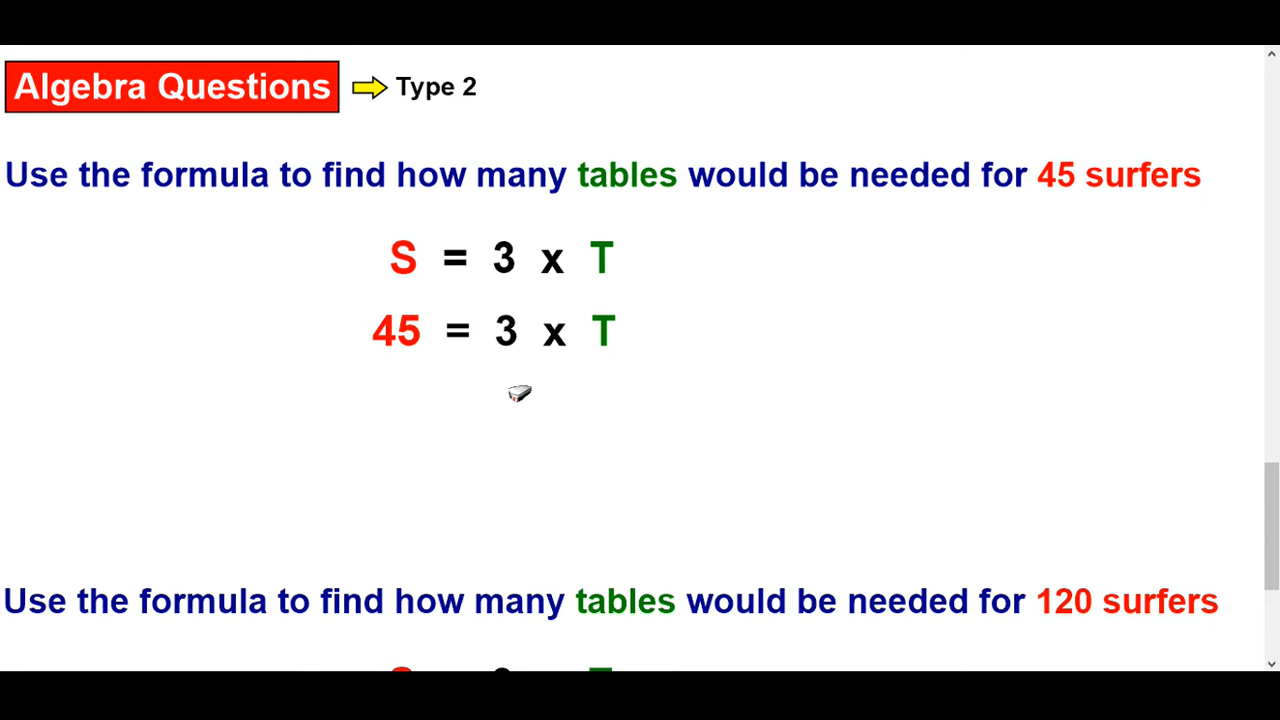 Algebra Questions Type 2
Use the formula to find how many tables would be needed for 45 surfers
S = 3 x T
45 = 3 x T
Use the formula to find how many tables would be needed for 120 surfers